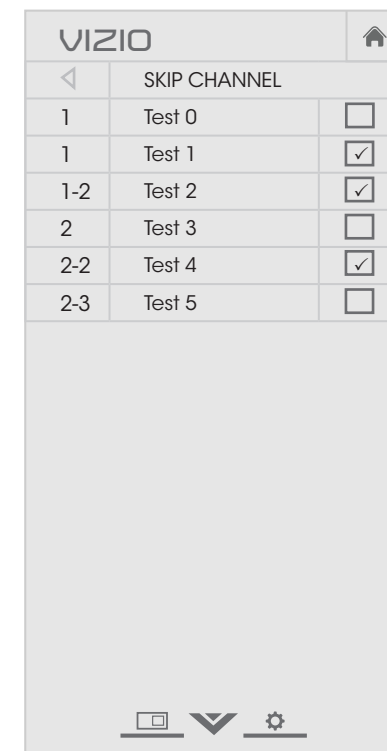 VIZIO
SKIP CHANNEL
1 Test 0
1 Test 1
1-2 Test 2
2 Test 3
2-2 Test 4
2-3 Test 5